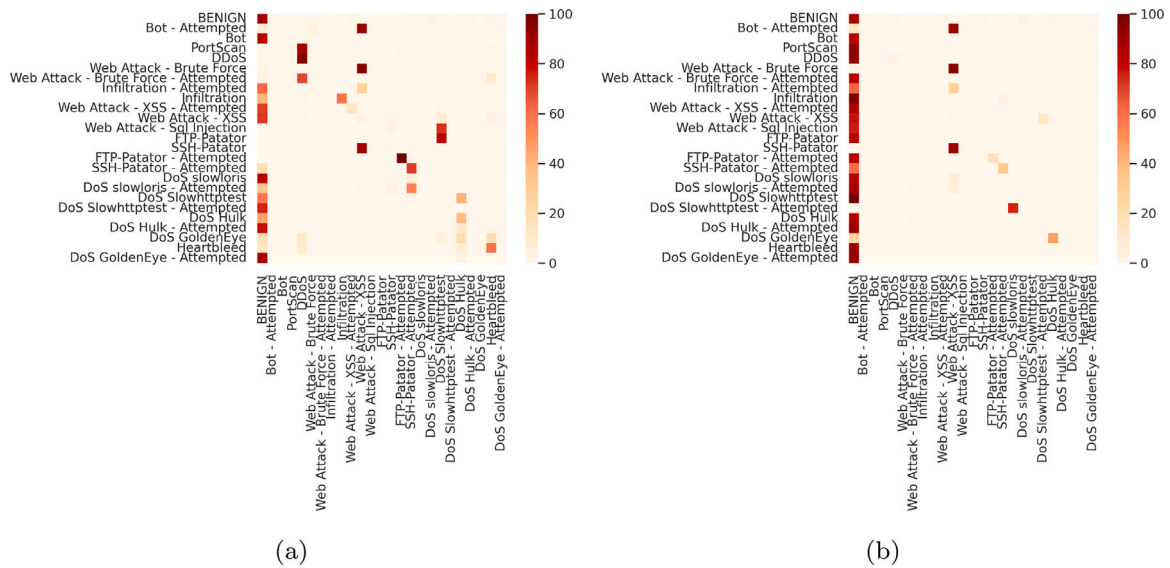 BENIGN
Bot - Attempted
Bot
PortScan
DDoS
Web Attack - Brute Force
Web Attack - Brute Force - Attempted
Infiltration - Attempted
Infiltration
Web Attack - XSS - Attempted
Web Attack - XSS
Web Attack - Sql Injection
FTP-Patator
SSH-Patator
FTP-Patator - Attempted
SSH-Patator - Attempted
DoS slowloris
DoS slowloris - Attempted
DoS Slowhttptest
DoS Slowhttptest - Attempted
DoS Hulk
DoS Hulk - Attempted
DoS GoldenEye
Heartbleed
DoS GoldenEye - Attempted
BENIGN
Bot - Attempted
Bot
PortScan
DDoS
Web Attack - Brute Force
Web Attack - Brute Force - Attempted
Infiltration - Attempted
Infiltration
Web Attack - XSS - Attempted
Web Attack - XSS
Web Attack - Sql Injection
FTP-Patator
SSH-Patator
FTP-Patator - Attempted
SSH-Patator - Attempted
DoS slowloris
DoS slowloris - Attempted
DoS Slowhttptest
DoS Slowhttptest - Attempted
DoS Hulk
DoS Hulk - Attempted
DoS GoldenEye
Heartbleed
DoS GoldenEye - Attempted
100
80
60
40
20
0
(a)
BENIGN
Bot - Attempted
Bot
PortScan
DDoS
Web Attack - Brute Force
Web Attack - Brute Force - Attempted
Infiltration - Attempted
Infiltration
Web Attack - XSS - Attempted
Web Attack - XSS
Web Attack - Sql Injection
FTP-Patator
SSH-Patator
FTP-Patator - Attempted
SSH-Patator - Attempted
DoS slowloris
DoS slowloris - Attempted
DoS Slowhttptest
DoS Slowhttptest - Attempted
DoS Hulk
DoS Hulk - Attempted
DoS GoldenEye
Heartbleed
DoS GoldenEye - Attempted
BENIGN
Bot - Attempted
Bot
PortScan
DDoS
Web Attack - Brute Force
Web Attack - Brute Force - Attempted
Infiltration - Attempted
Infiltration
Web Attack - XSS - Attempted
Web Attack - XSS
Web Attack - Sql Injection
FTP-Patator
SSH-Patator
FTP-Patator - Attempted
SSH-Patator - Attempted
DoS slowloris
DoS slowloris - Attempted
DoS Slowhttptest
DoS Slowhttptest - Attempted
DoS Hulk
DoS Hulk - Attempted
DoS GoldenEye
Heartbleed
DoS GoldenEye - Attempted
100
80
60
40
20
0
(b)